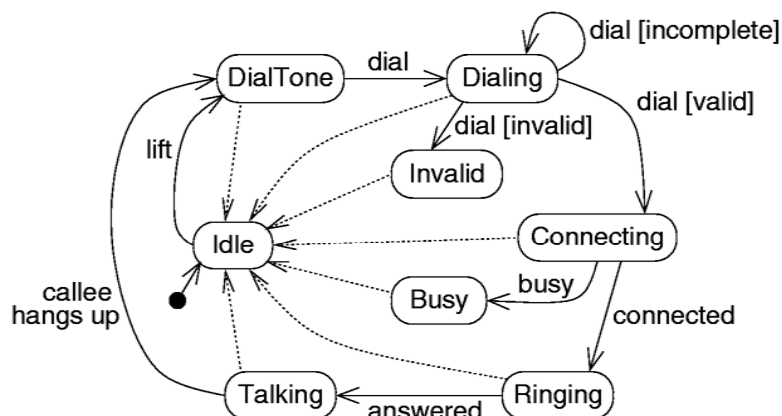 dial [incomplete]
DialTone
dial
Dialing
dial [valid]
dial [invalid]
lift
Invalid
Idle
Connecting
callee
hangs up
Busy
busy
connected
Talking
answered
Ringing